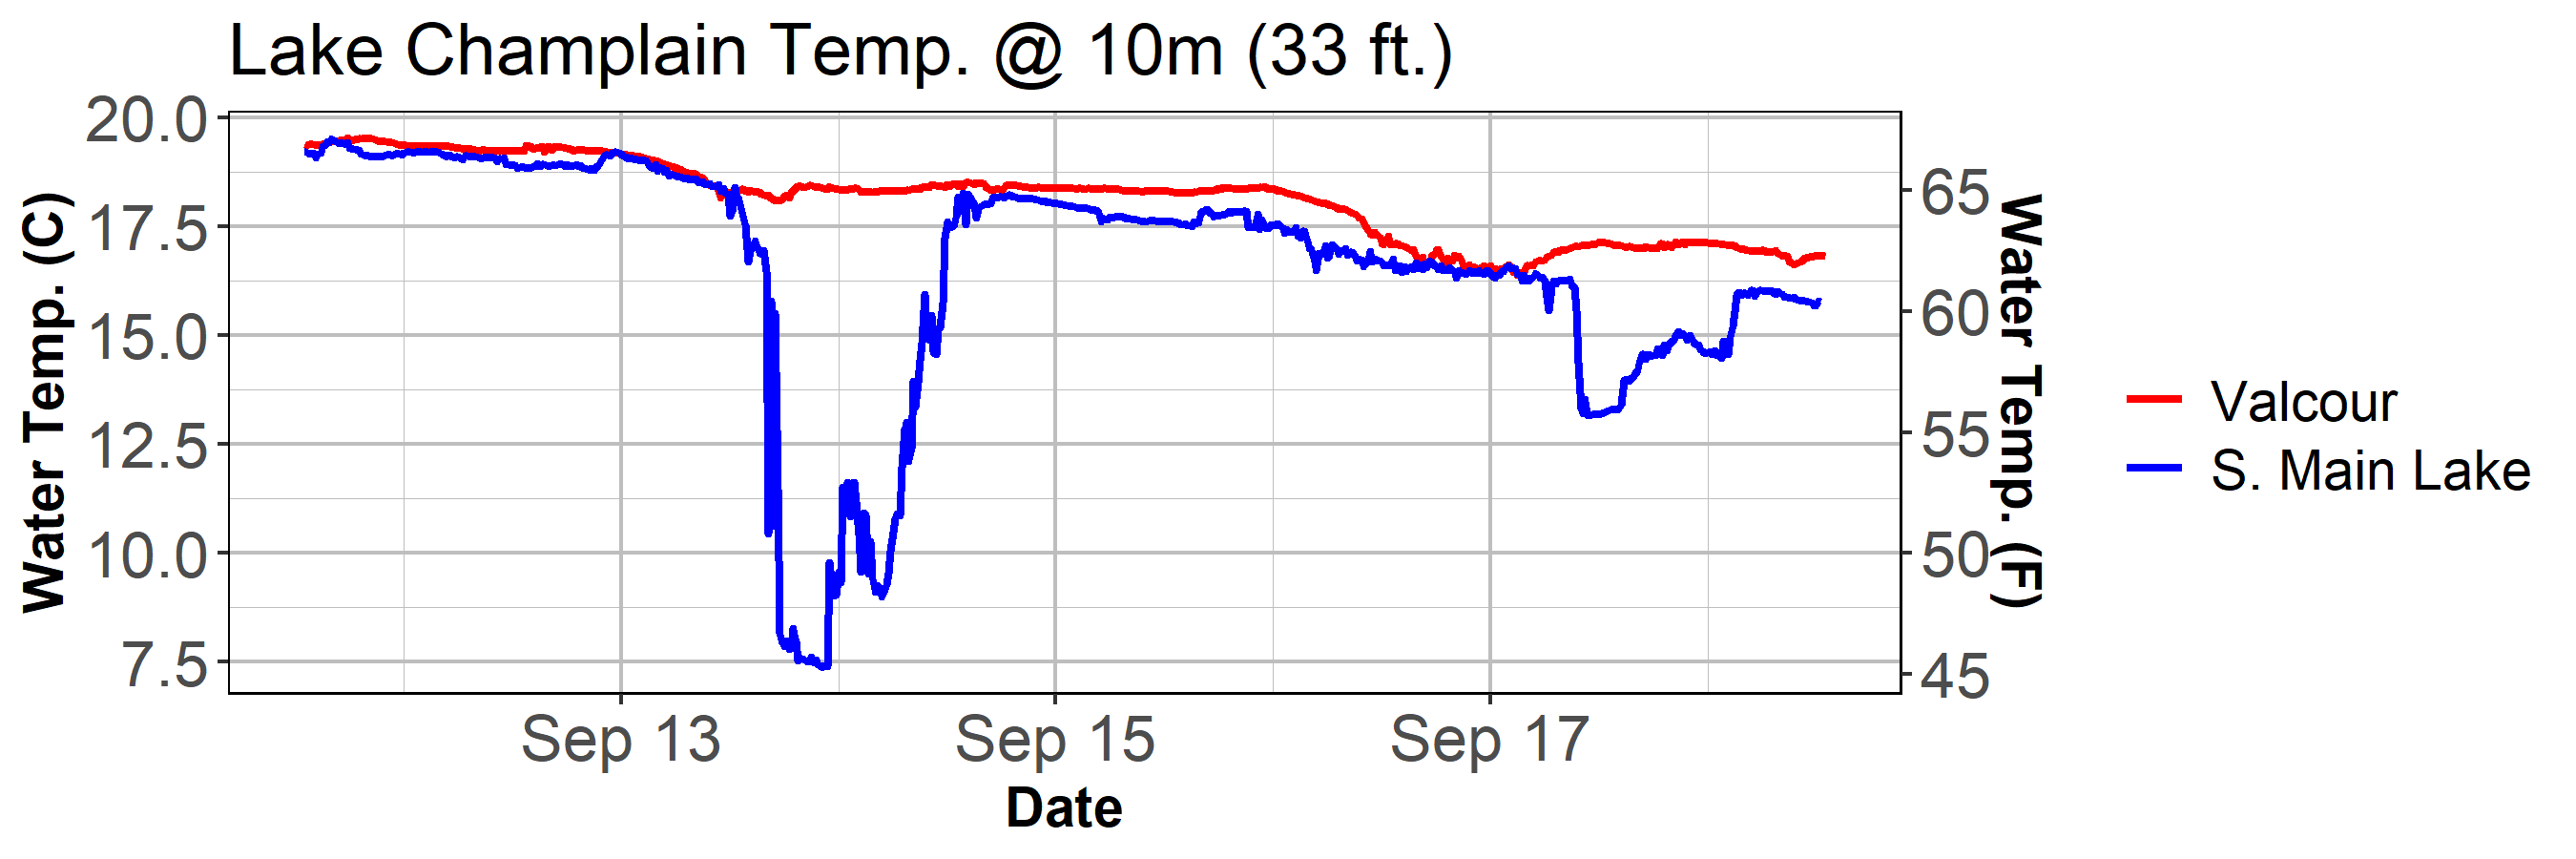 Lake Champlain Temp. @ 10m (33 ft.)
Water Temp. (C)
20.0
17.5
15.0
12.5
10.0
7.5
65
60
55
50
45
Water Temp. (F)
Sep 13
Sep 15
Sep 17
Date
Valcour
S. Main Lake